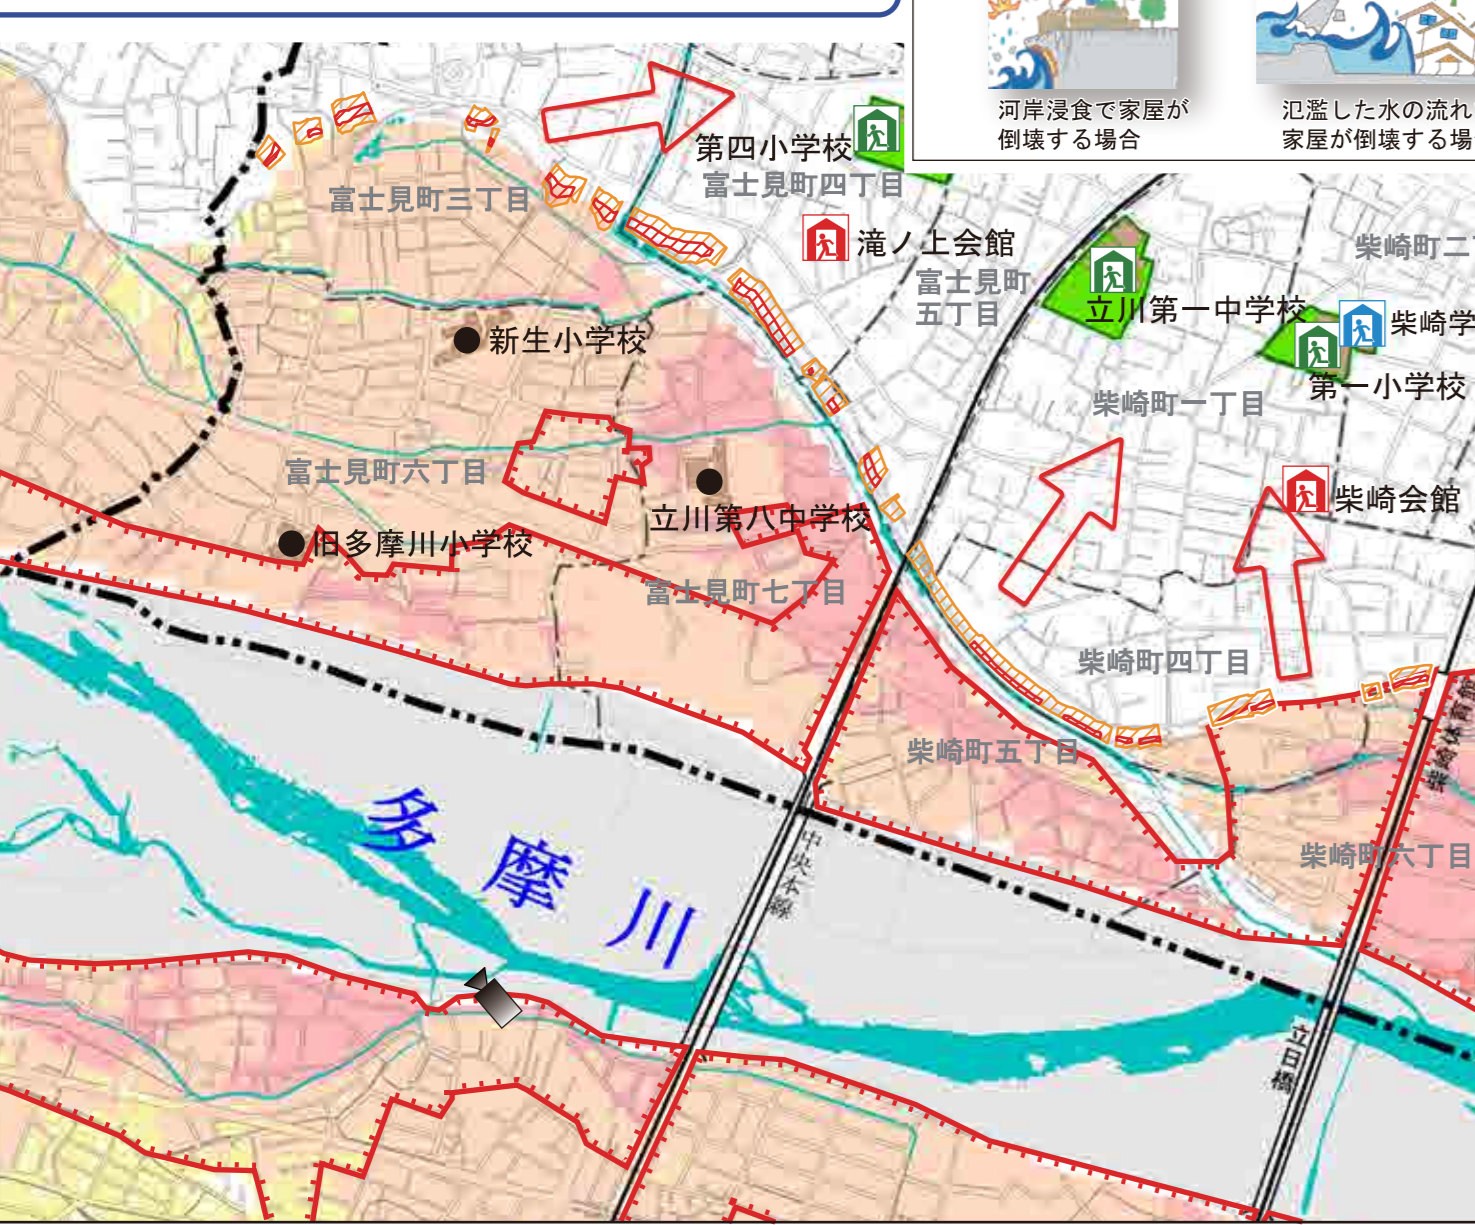 河岸浸食で家屋が
倒壊する場合
氾濫した水の流れ
家屋が倒壊する場
第四小学校
富士見町四丁目
富士見町三丁目
滝ノ上会館
富士見町
五丁目
柴崎町二
立川第一中学校
柴崎学
第一小学校
新生小学校
柴崎町一丁目
富士見町六丁目
立川第八中学校
柴崎会館
旧多摩川小学校
富士見町七丁目
柴崎町四丁目
柴崎体育館
柴崎町五丁目
柴崎町六丁目
多摩川
中央本線
立日橋